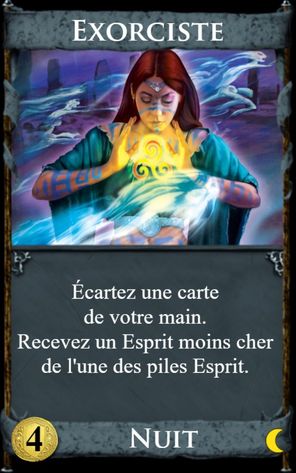 EXORCISTE
Écartez une carte
de votre main.
Recevez un Esprit moins cher
de l'une des piles Esprit.
4
NUIT